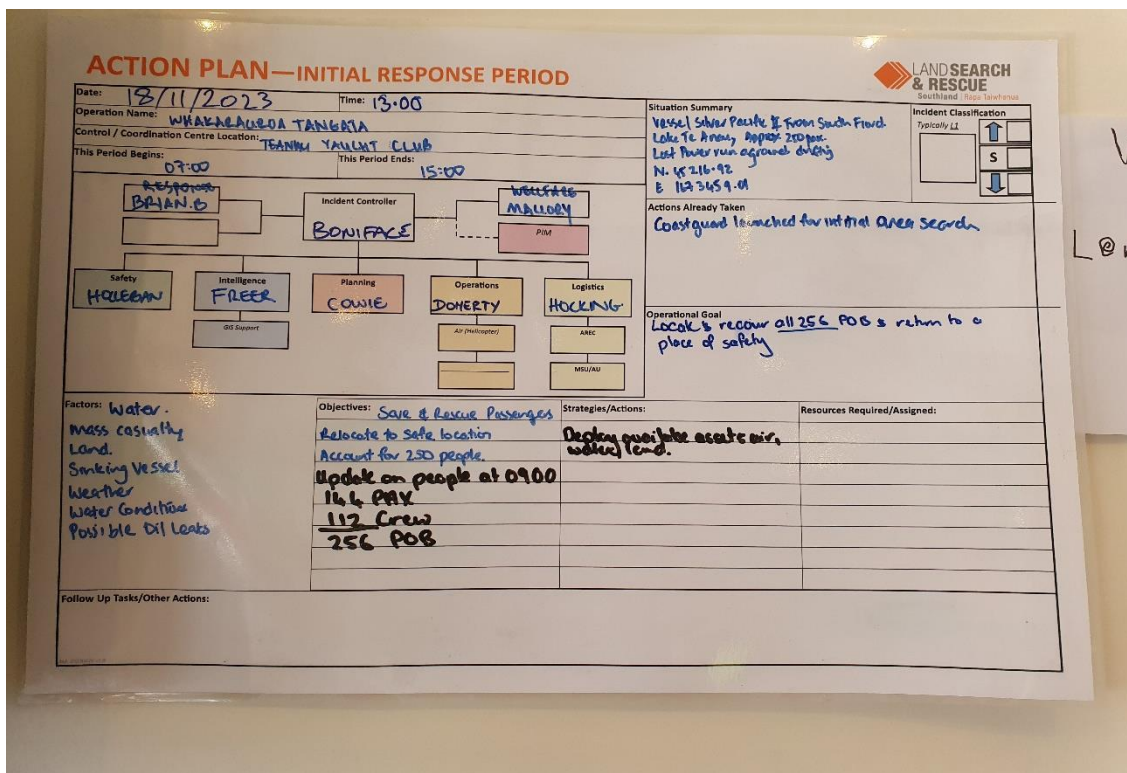 ACTION PLAN—INITIAL RESPONSE PERIOD
LAND SEARCH
& RESCUE
Southland
Date: 18/11/2023 Time: 13.00
Operation Name: WHAKARAUROA TANGATA
Control / Coordination Centre Location: TEANAU YAUCHT CLUB
This Period Begins: 07:00 This Period Ends: 15:00
RESPONSE
BRIAN.B
Incident Controller
BONIFACE
WELLFARE
MALLORY
PIM
Safety
Intelligence
FREER
GIS Support
Planning
COWIE
Operations
DOHERTY
Air (Helicopter)
Logistics
HOCKING
AREC
MSU/AU
Situation Summary
Vessel Silver Pacific II From South Fiord
Lake Te Anau, Approx 250 pax.
Lost Power run aground drifting
N. 45 216.92
E
Incident Classification
Typically L1
S
Actions Already Taken
Coastguard launched for initial area search
Operational Goal
Locate & recover all 256 POB & return to a
place of safety
Factors: Water.
Mass casualty
Land.
Sinking Vessel
Weather
Water Conditions
Possible Oil Leaks
Objectives: Save & Rescue Passengers
Relocate to Safe location
Account for 250 people.
Update on people at 0900
144 PAX
112 Crew
256 POB
Strategies/Actions:
Deploy available assets air,
water, land.
Resources Required/Assigned:
Follow Up Tasks/Other Actions: